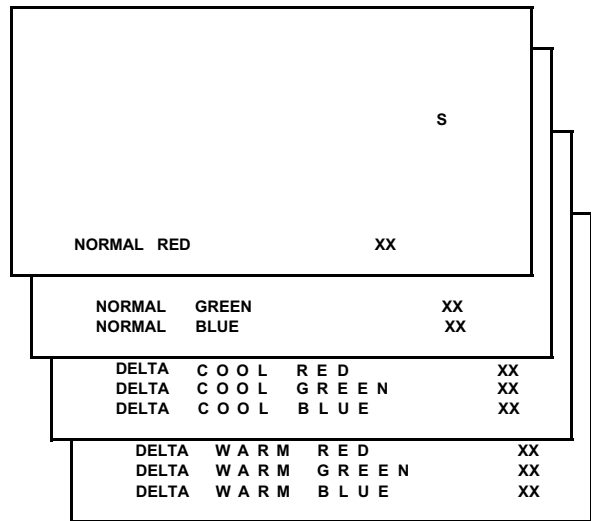 S
NORMAL RED XX
NORMAL GREEN XX
NORMAL BLUE XX
DELTA COOL RED XX
DELTA COOL GREEN XX
DELTA COOL BLUE XX
DELTA WARM RED XX
DELTA WARM GREEN XX
DELTA WARM BLUE XX